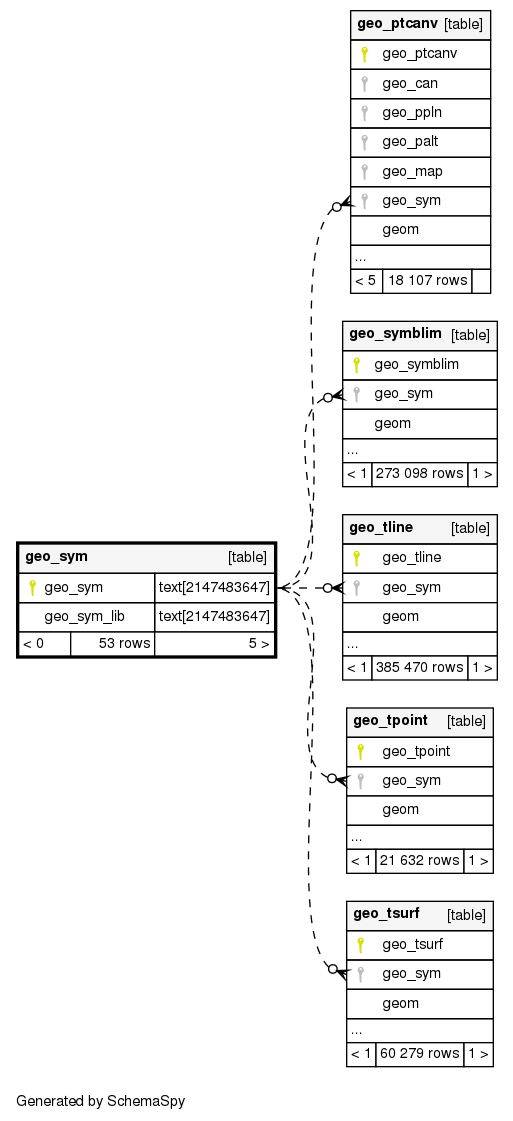 geo_ptcanv [table]
geo_ptcanv
geo_can
geo_ppln
geo_palt
geo_map
geo_sym
geom
...
< 5 18 107 rows
geo_symblim [table]
geo_symblim
geo_sym
geom
...
< 1 273 098 rows 1 >
geo_tline [table]
geo_tline
geo_sym
geom
...
< 1 385 470 rows 1 >
geo_sym [table]
geo_sym text[2147483647]
geo_sym_lib text[2147483647]
< 0 53 rows 5 >
geo_tpoint [table]
geo_tpoint
geo_sym
geom
...
< 1 21 632 rows 1 >
geo_tsurf [table]
geo_tsurf
geo_sym
geom
...
< 1 60 279 rows 1 >
Generated by SchemaSpy